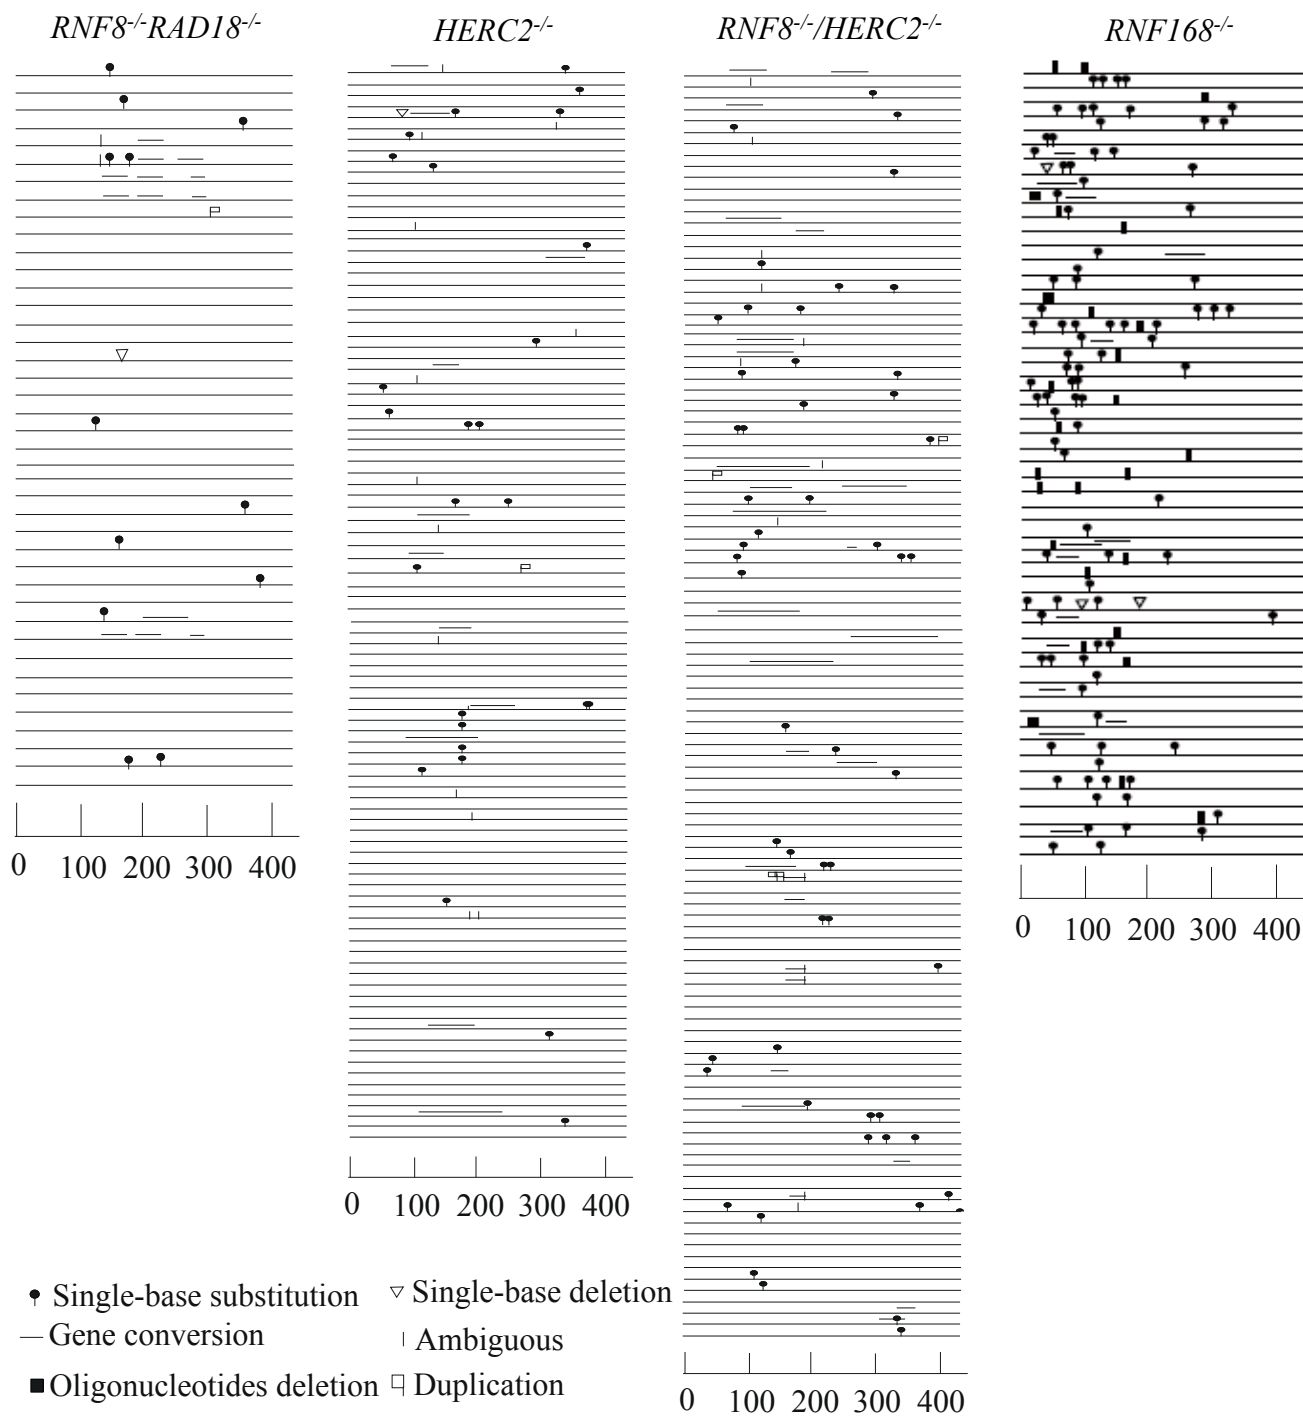 RNF8-/-RAD18-/-
HERC2-/-
RNF8-/-/HERC2-/-
RNF168-/-
0 100 200 300 400
0 100 200 300 400
0 100 200 300 400
0 100 200 300 400
Single-base substitution
Single-base deletion
Gene conversion
Ambiguous
Oligonucleotides deletion
Duplication